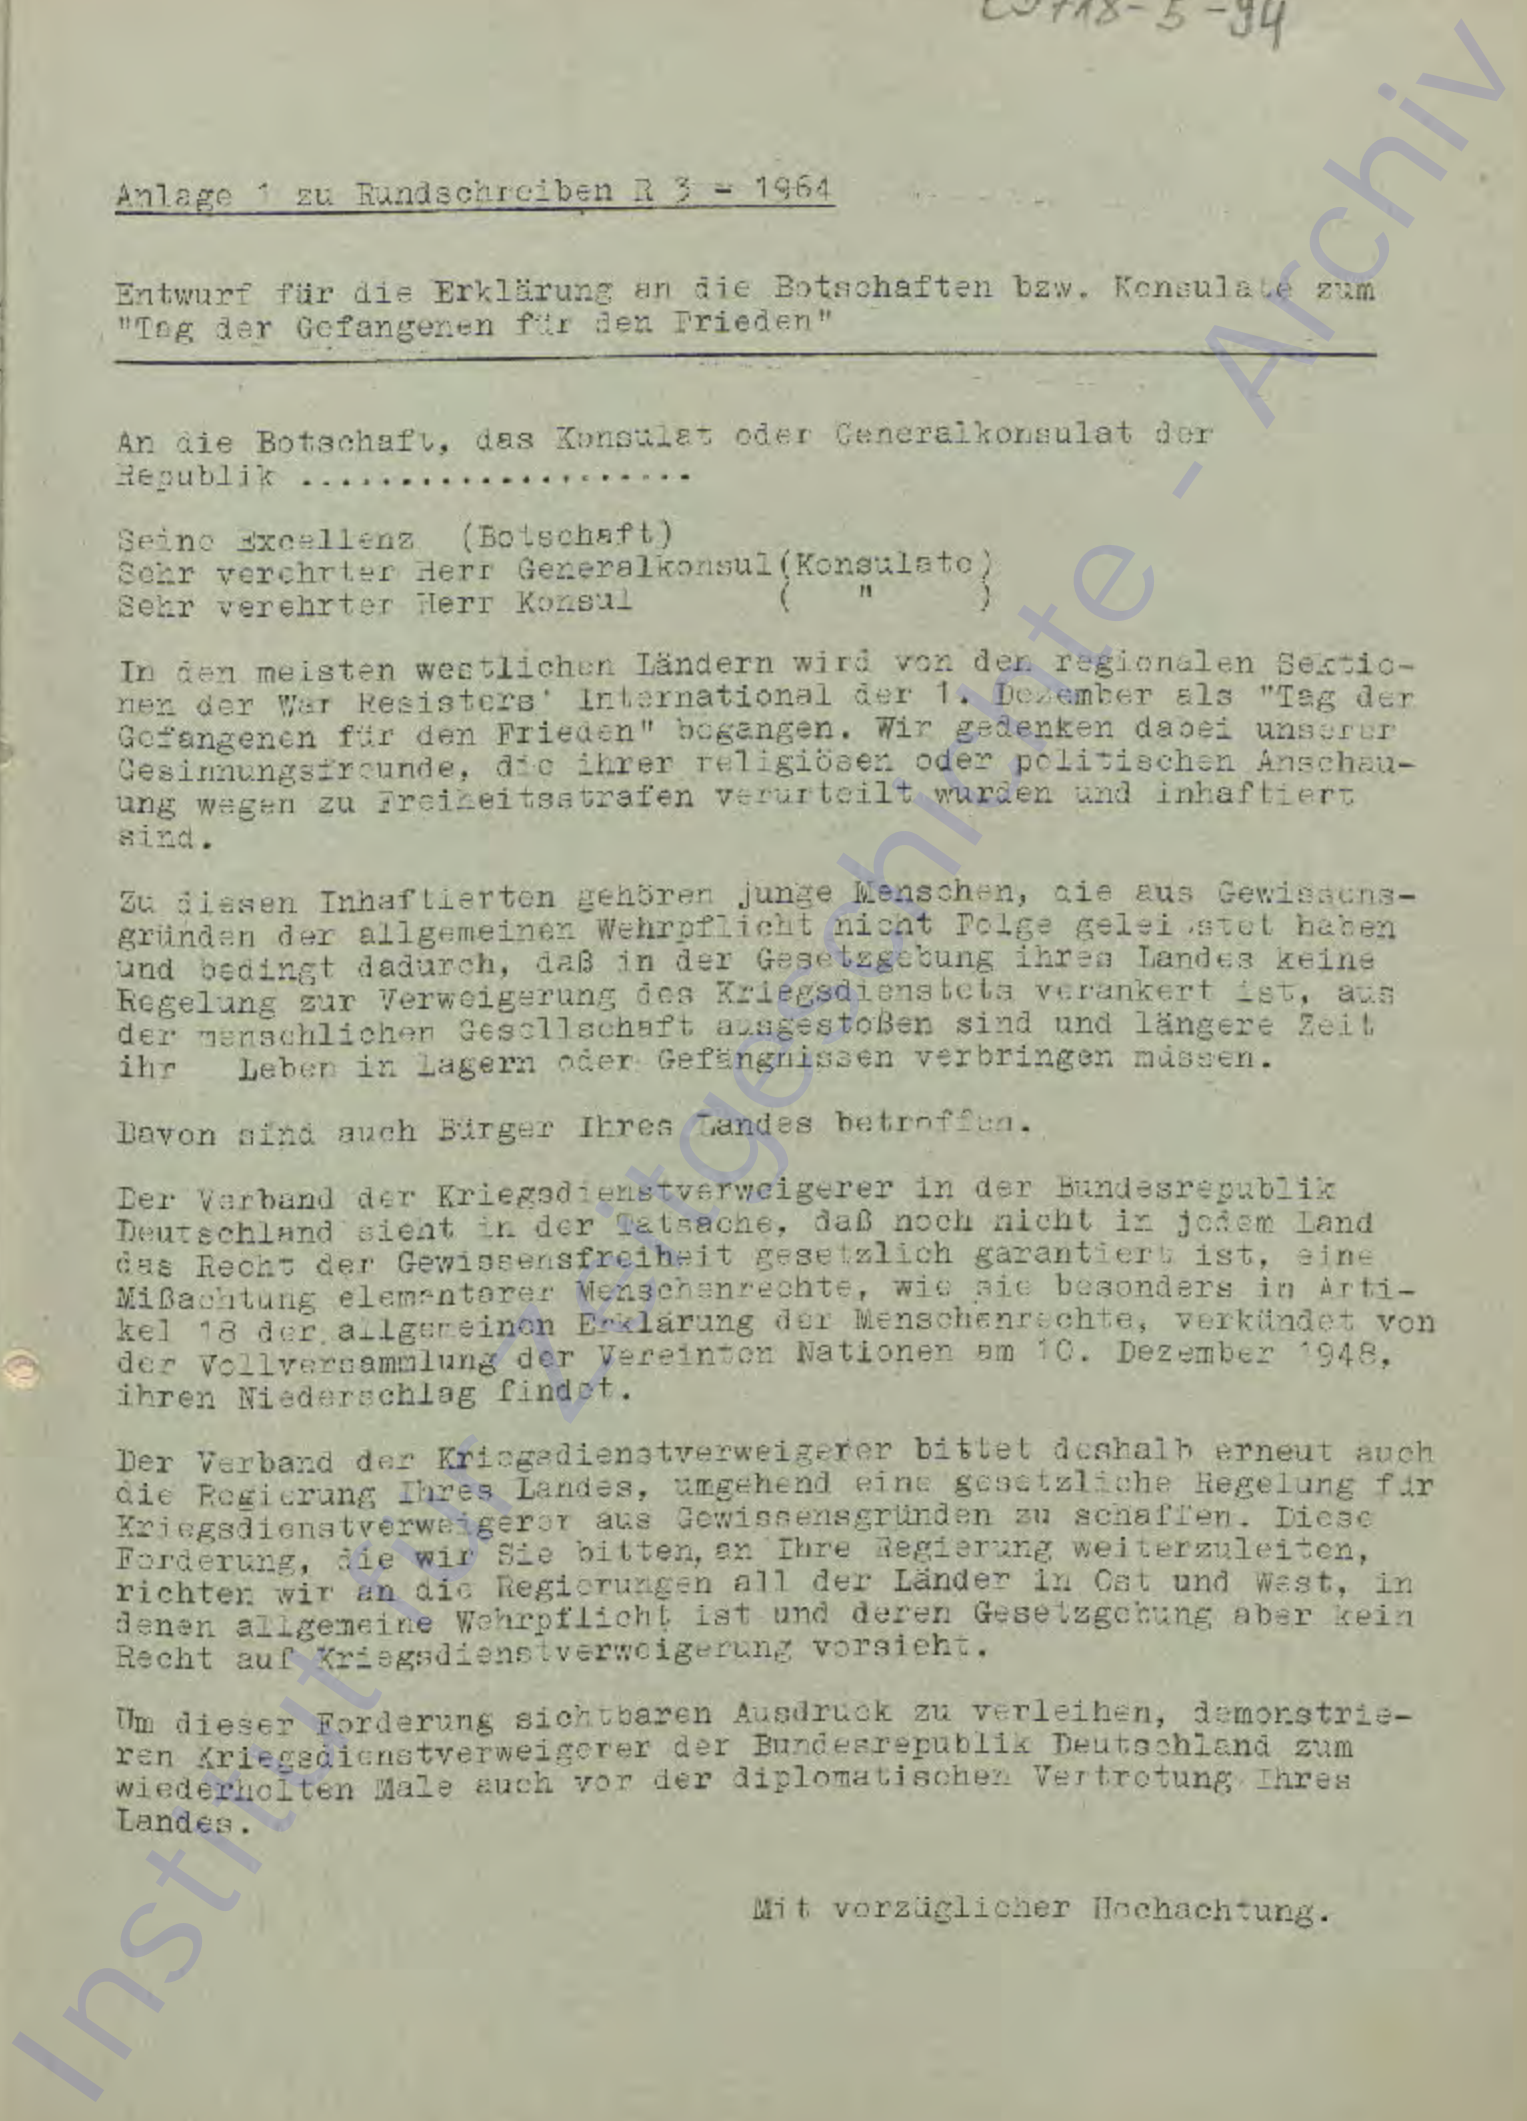 ED718-5-94
Anlage 1 zu Rundschreiben R 3 - 1964
Entwurf für die Erklärung an die Botschaften bzw. Konsulate zum
"Tag der Gefangenen für den Frieden"
An die Botschaft, das Konsulat oder Generalkonsulat der
Republik ....................
Seine Excellenz (Botschaft)
Sehr verehrter Herr Generalkonsul(Konsulate)
Sehr verehrter Herr Konsul ( " )
In den meisten westlichen Ländern wird von den regionalen Sektio-
nen der War Resisters' International der 1. Dezember als "Tag der
Gefangenen für den Frieden" begangen. Wir gedenken dabei unserer
Gesinnungsfreunde, die ihrer religiösen oder politischen Anschau-
ung wegen zu Freiheitsstrafen verurteilt wurden und inhaftiert
sind.
Zu diesen Inhaftierten gehören junge Menschen, die aus Gewissens-
gründen der allgemeinen Wehrpflicht nicht Folge gelei stet haben
und bedingt dadurch, daß in der Gesetzgebung ihres Landes keine
Regelung zur Verweigerung des Kriegsdienstets verankert ist, aus
der menschlichen Gesellschaft ausgestoßen sind und längere Zeit
ihr Leben in Lagern oder Gefängnissen verbringen müssen.
Davon sind auch Bürger Ihres Landes betroffen.
Der Verband der Kriegsdienstverweigerer in der Bundesrepublik
Deutschland sieht in der Tatsache, daß noch nicht in jedem Land
das Recht der Gewissensfreiheit gesetzlich garantiert ist, eine
Mißachtung elementarer Menschenrechte, wie sie besonders in Arti-
kel 18 der allgemeinen Erklärung der Menschenrechte, verkündet von
der Vollversammlung der Vereinten Nationen am 10. Dezember 1948,
ihren Niederschlag findet.
Der Verband der Kriegsdienstverweigerer bittet deshalb erneut auch
die Regierung Ihres Landes, umgehend eine gesetzliche Regelung für
Kriegsdienstverweigerer aus Gewissensgründen zu schaffen. Diese
Forderung, die wir Sie bitten, an Ihre Regierung weiterzuleiten,
richten wir an die Regierungen all der Länder in Ost und West, in
denen allgemeine Wehrpflicht ist und deren Gesetzgebung aber kein
Recht auf Kriegsdienstverweigerung vorsieht.
Um dieser Forderung sichtbaren Ausdruck zu verleihen, demonstrie-
ren Kriegsdienstverweigerer der Bundesrepublik Deutschland zum
wiederholten Male auch vor der diplomatischen Vertretung Ihres
Landes.
Mit vorzüglicher Hochachtung.
Institut für Zeitgeschichte - Archiv